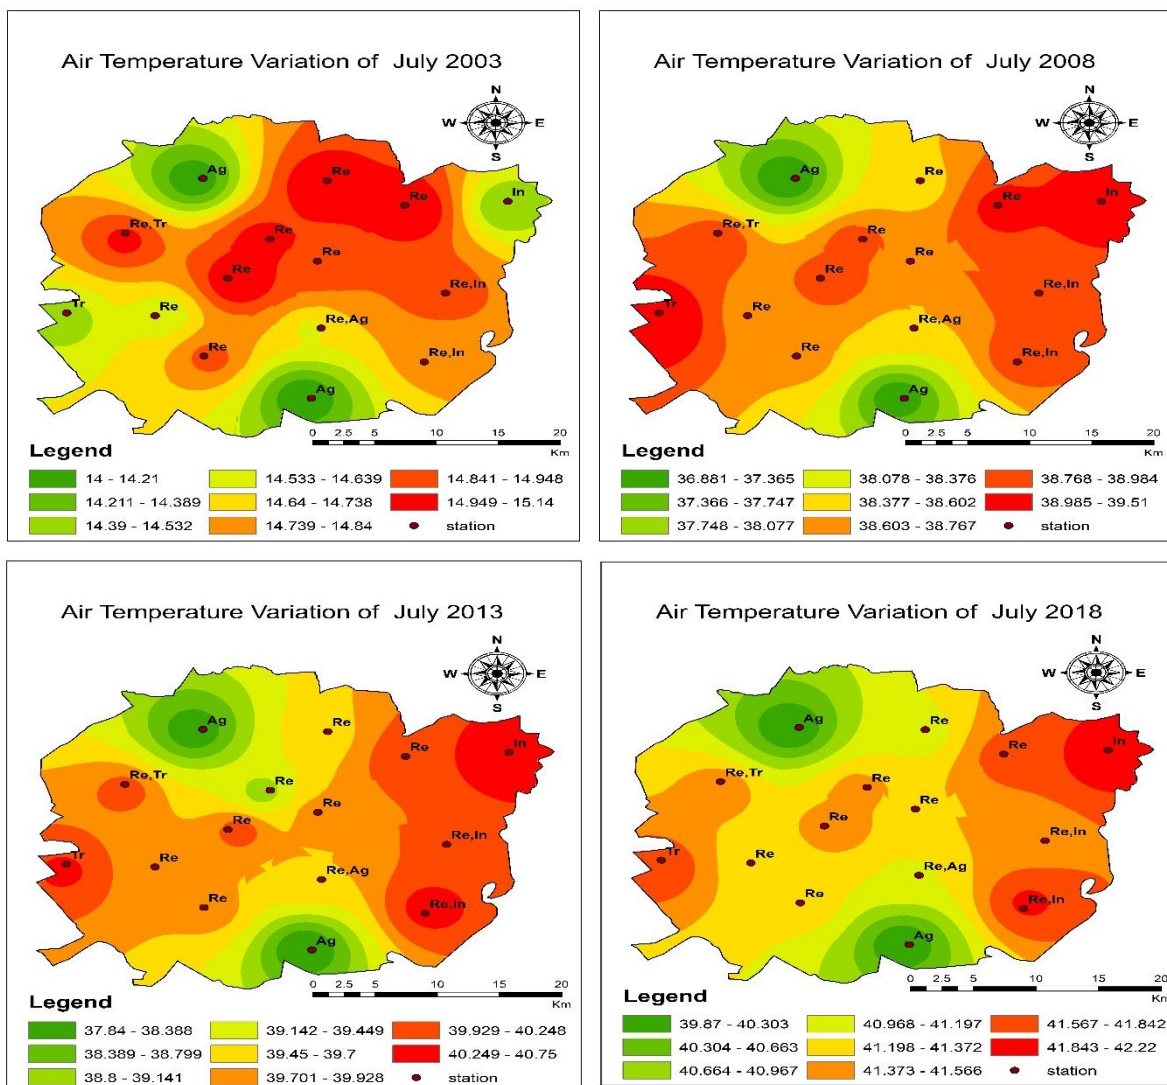 Air Temperature Variation of July 2003
N
W E
S
Ag
Re
Re
In
Re,Tr
Re
Re
Re
Re,In
Tr
Re
Re,Ag
Re
Re,In
Ag
0 2.5 5 10 15 20
Km
Legend
14 - 14.21 14.533 - 14.639 14.841 - 14.948
14.211 - 14.389 14.64 - 14.738 14.949 - 15.14
14.39 - 14.532 14.739 - 14.84 station
Air Temperature Variation of July 2008
N
W E
S
Ag
Re
Re
In
Re,Tr
Re
Re
Re
Re,In
Tr
Re
Re,Ag
Re
Re,In
Ag
0 2.5 5 10 15 20
Km
Legend
36.881 - 37.365 38.078 - 38.376 38.768 - 38.984
37.366 - 37.747 38.377 - 38.602 38.985 - 39.51
37.748 - 38.077 38.603 - 38.767 station
Air Temperature Variation of July 2013
N
W E
S
Ag
Re
Re
In
Re,Tr
Re
Re
Re
Re,In
Tr
Re
Re,Ag
Re
Re,In
Ag
0 2.5 5 10 15 20
Km
Legend
37.84 - 38.388 39.142 - 39.449 39.929 - 40.248
38.389 - 38.799 39.45 - 39.7 40.249 - 40.75
38.8 - 39.141 39.701 - 39.928 station
Air Temperature Variation of July 2018
N
W E
S
Ag
Re
Re
In
Re,Tr
Re
Re
Re
Re,In
Tr
Re
Re,Ag
Re
Re,In
Ag
0 2.5 5 10 15 20
Km
Legend
39.87 - 40.303 40.968 - 41.197 41.567 - 41.842
40.304 - 40.663 41.198 - 41.372 41.843 - 42.22
40.664 - 40.967 41.373 - 41.566 station